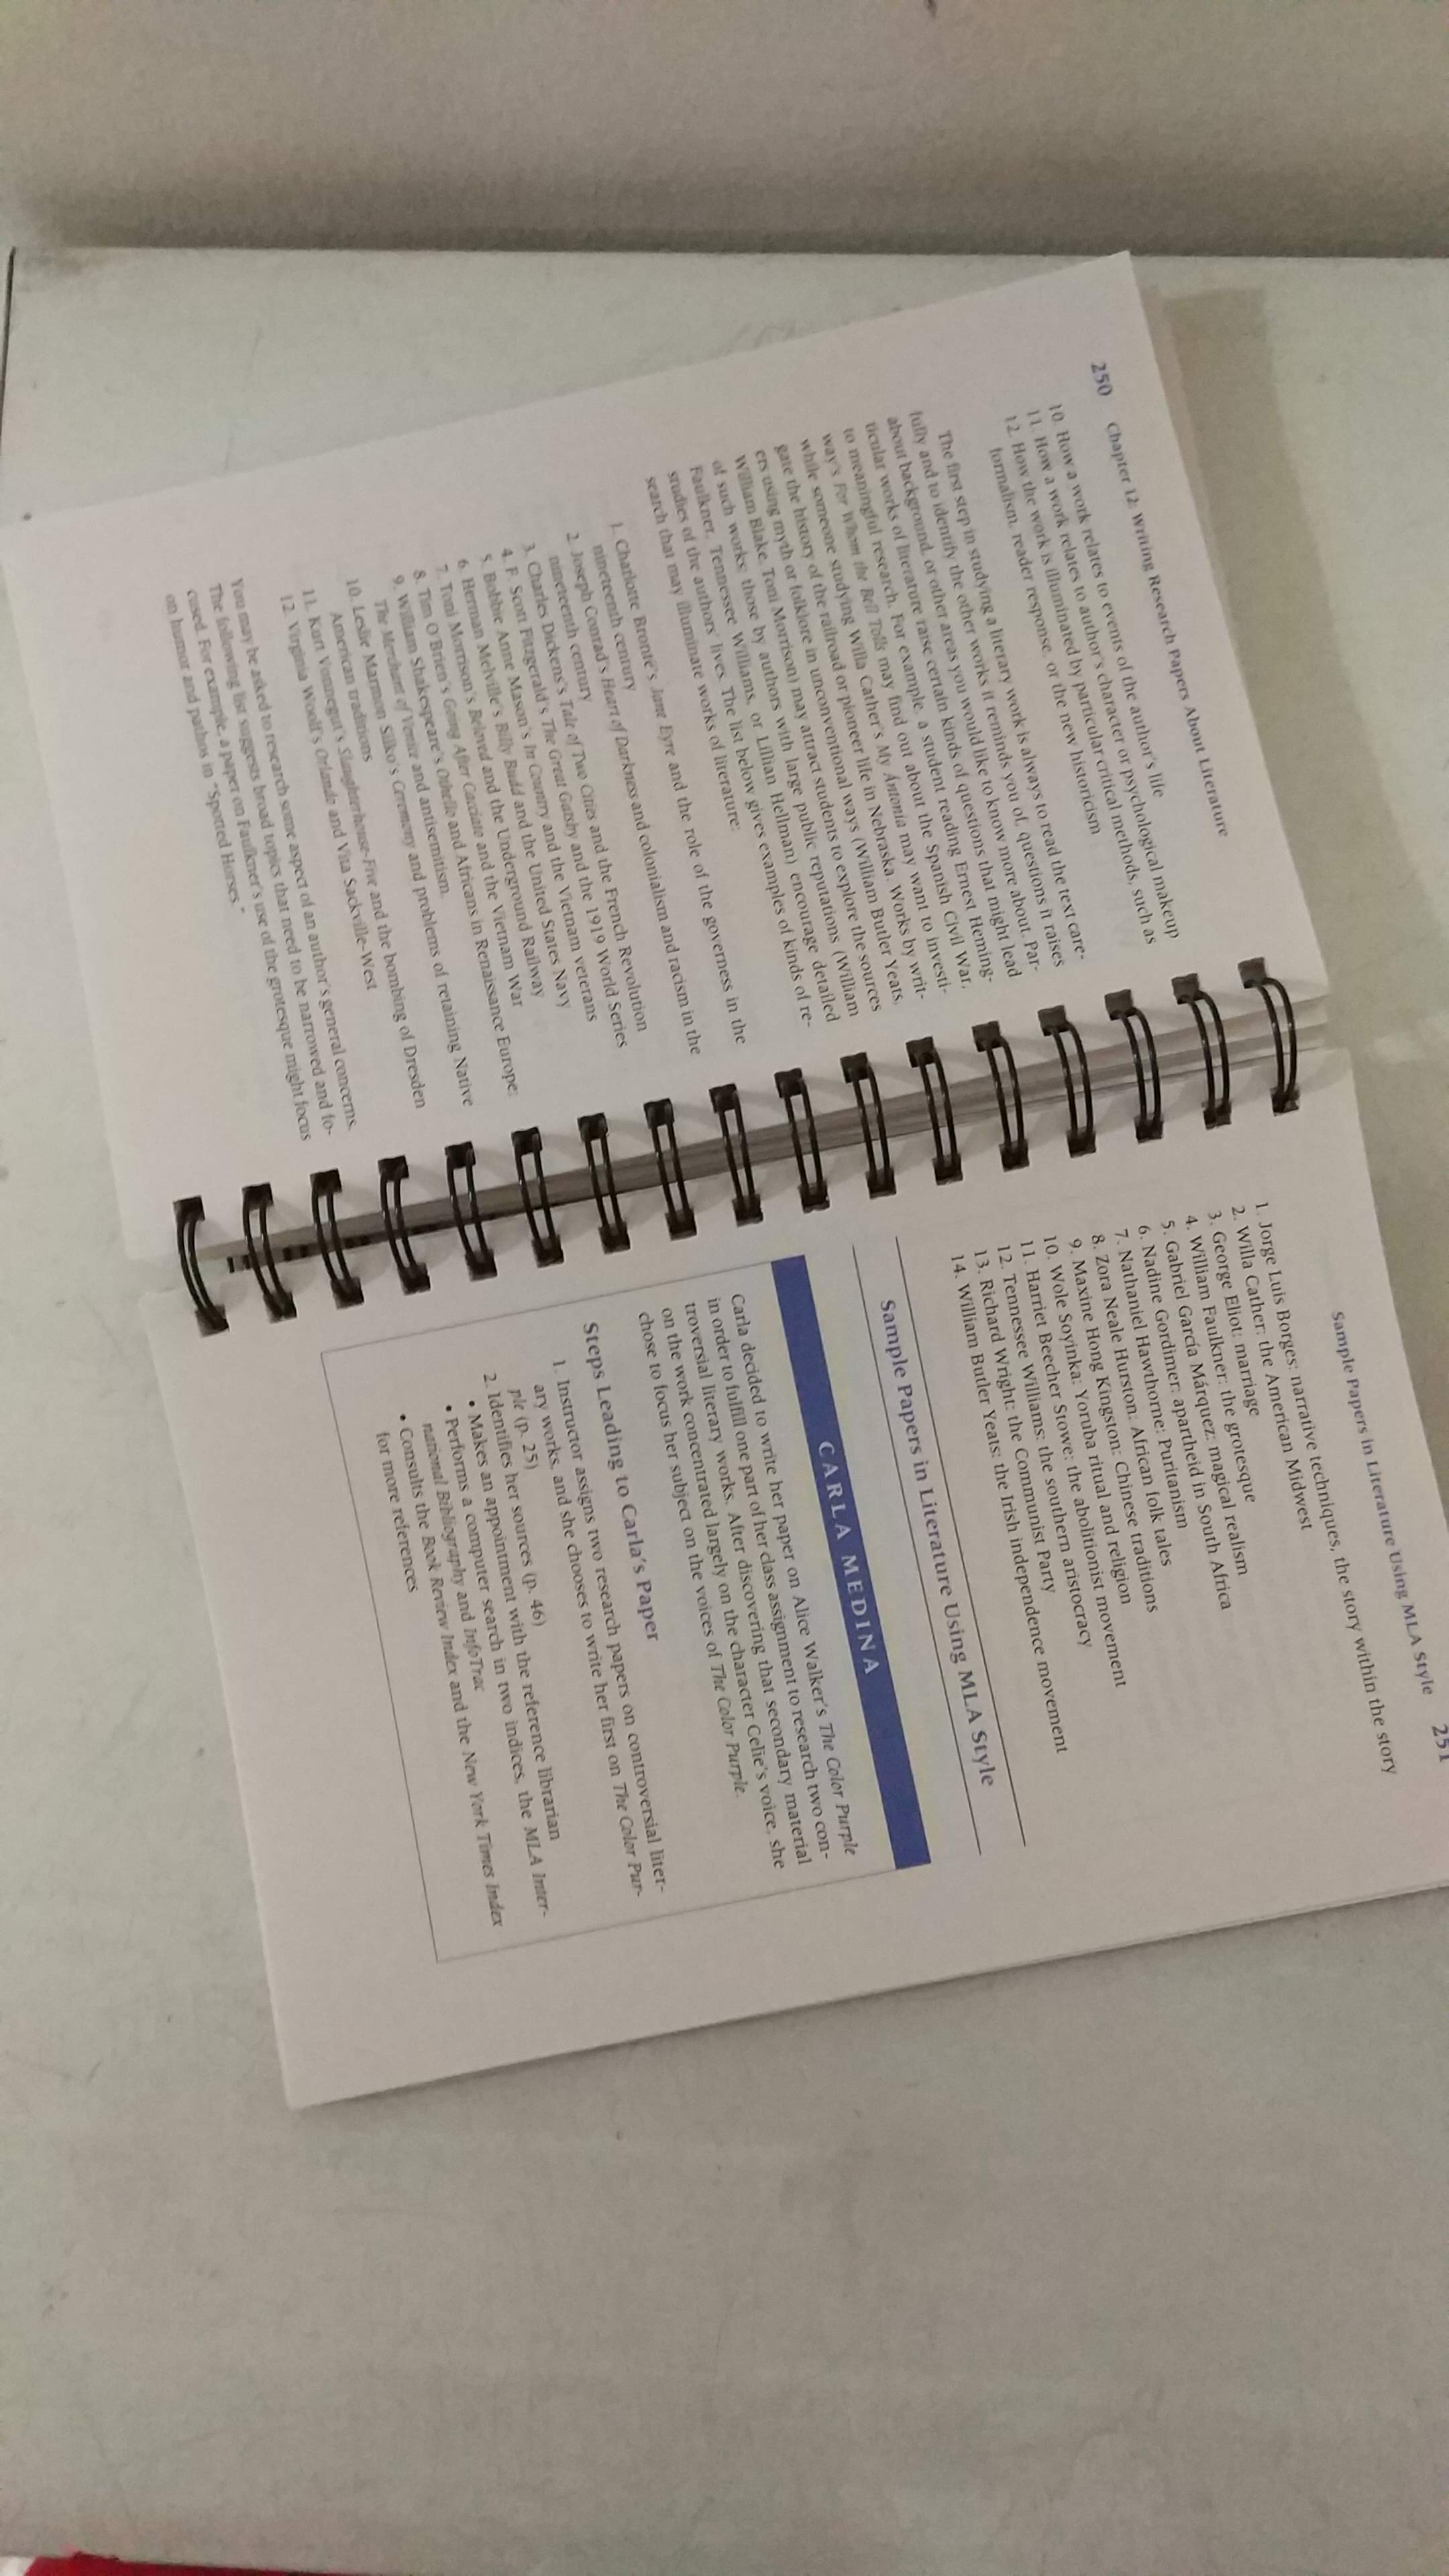 250 Chapter 12: Writing Research Papers About Literature
10. How a work relates to events of the author's life
11. How a work relates to author's character or psychological makeup
12. How the work is illuminated by particular critical methods, such as
formalism, reader response, or the new historicism
The first step in studying a literary work is always to read the text care-
fully and to identify the other works it reminds you of, questions it raises
about background, or other areas you would like to know more about. Par-
ticular works of literature raise certain kinds of questions that might lead
to meaningful research. For example, a student reading Ernest Heming-
way's For Whom the Bell Tolls may find out about the Spanish Civil War,
while someone studying Willa Cather's My Ántonia may want to investi-
gate the history of the railroad or pioneer life in Nebraska. Works by writ-
ers using myth or folklore in unconventional ways (William Butler Yeats,
William Blake, Toni Morrison) may attract students to explore the sources
of such works; those by authors with large public reputations (William
Faulkner, Tennessee Williams, or Lillian Hellman) encourage detailed
studies of the authors' lives. The list below gives examples of kinds of re-
search that may illuminate works of literature:
1. Charlotte Brontë's Jane Eyre and the role of the governess in the
nineteenth century
2. Joseph Conrad's Heart of Darkness and colonialism and racism in the
nineteenth century
3. Charles Dickens's Tale of Two Cities and the French Revolution
4. F. Scott Fitzgerald's The Great Gatsby and the 1919 World Series
5. Bobbie Anne Mason's In Country and the Vietnam veterans
6. Herman Melville's Billy Budd and the United States Navy
7. Toni Morrison's Beloved and the Underground Railway
8. Tim O'Brien's Going After Cacciato and the Vietnam War
9. William Shakespeare's Othello and Africans in Renaissance Europe;
The Merchant of Venice and antisemitism.
10. Leslie Marmon Silko's Ceremony and problems of retaining Native
American traditions
11. Kurt Vonnegut's Slaughterhouse-Five and the bombing of Dresden
12. Virginia Woolf's Orlando and Vita Sackville-West
You may be asked to research some aspect of an author's general concerns.
The following list suggests broad topics that need to be narrowed and fo-
cused. For example, a paper on Faulkner's use of the grotesque might focus
on humor and pathos in "Spotted Horses."
Sample Papers in Literature Using MLA Style 251
1. Jorge Luis Borges: narrative techniques, the story within the story
2. Willa Cather: the American Midwest
3. George Eliot: marriage
4. William Faulkner: the grotesque
5. Gabriel García Márquez: magical realism
6. Nadine Gordimer: apartheid in South Africa
7. Nathaniel Hawthorne: Puritanism
8. Zora Neale Hurston: African folk tales
9. Maxine Hong Kingston: Chinese traditions
10. Wole Soyinka: Yoruba ritual and religion
11. Harriet Beecher Stowe: the abolitionist movement
12. Tennessee Williams: the southern aristocracy
13. Richard Wright: the Communist Party
14. William Butler Yeats: the Irish independence movement
Sample Papers in Literature Using MLA Style
CARLA MEDINA
Carla decided to write her paper on Alice Walker's The Color Purple
in order to fulfill one part of her class assignment to research two con-
troversial literary works. After discovering that secondary material
on the work concentrated largely on the character Celie's voice, she
chose to focus her subject on the voices of The Color Purple.
Steps Leading to Carla's Paper
1. Instructor assigns two research papers on controversial liter-
ary works, and she chooses to write her first on The Color Pur-
ple (p. 25)
2. Identifies her sources (p. 46)
• Makes an appointment with the reference librarian
• Performs a computer search in two indices, the MLA Inter-
national Bibliography and InfoTrac
• Consults the Book Review Index and the New York Times Index
for more references